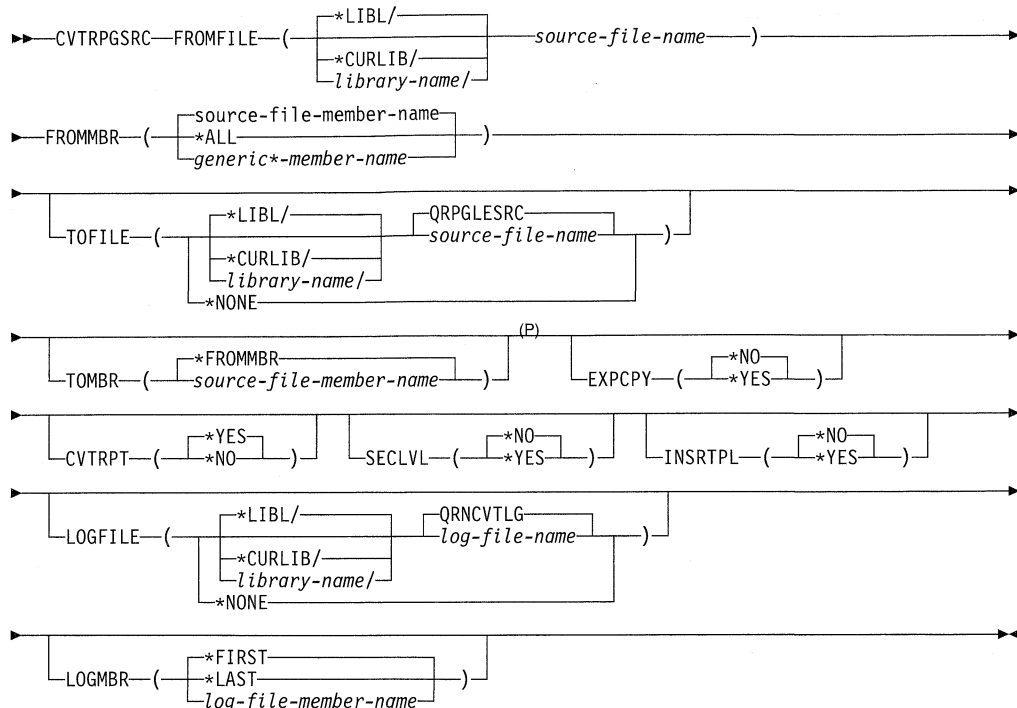 *LIBL/
CVTRPGSRC FROMFILE ( source-file-name )
*CURLIB/
library-name/
source-file-member-name
FROMMBR ( *ALL )
generic*-member-name
*LIBL/ QRPGLESRC
TOFILE ( source-file-name )
*CURLIB/
library-name/
*NONE
(P)
*FROMMBR *NO
TOMBR ( source-file-member-name ) EXPCPY ( *YES )
*YES *NO *NO
CVTRPT ( *NO ) SECLVL ( *YES ) INSRTPL ( *YES )
*LIBL/ QRNCVTLG
LOGFILE ( log-file-name )
*CURLIB/
library-name/
*NONE
*FIRST
LOGMBR ( *LAST )
log-file-member-name